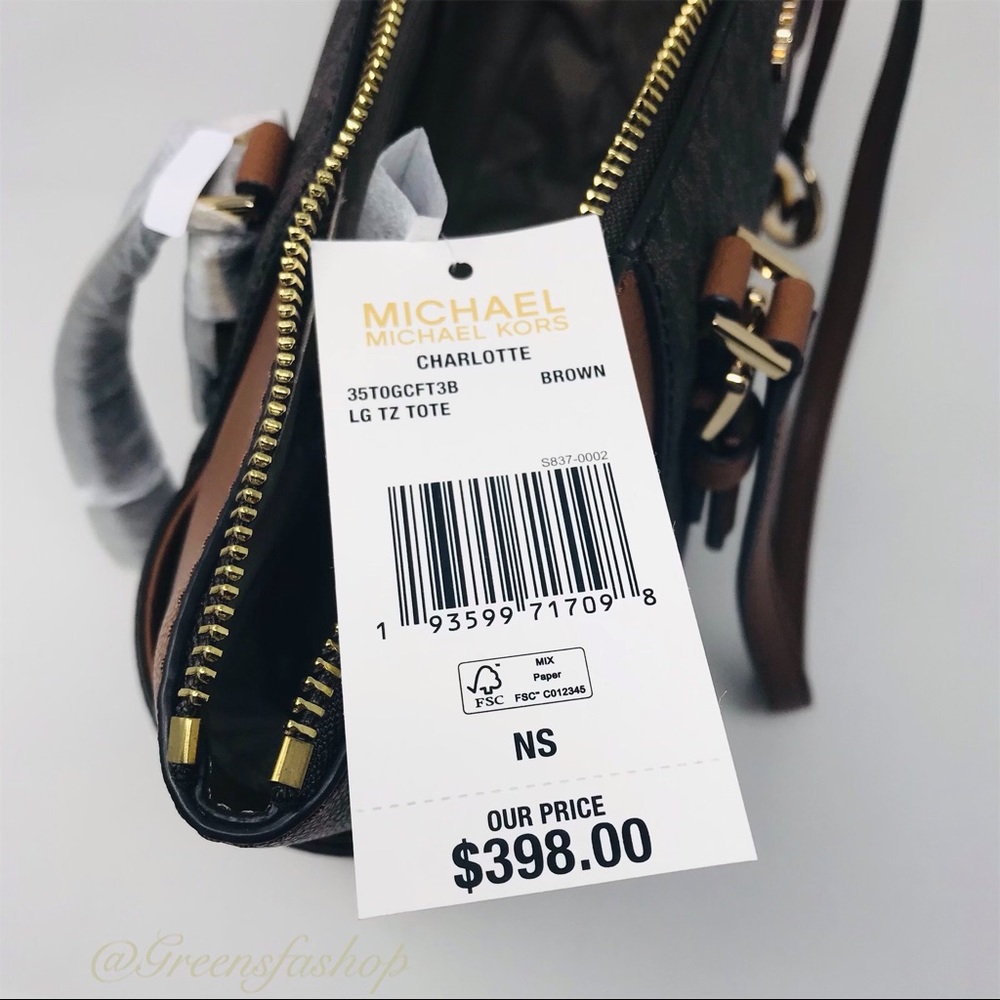 MICHAEL
MICHAEL KORS
CHARLOTTE
35T0GCFT3B BROWN
LG TZ TOTE
S837-0002
1 93599 71709 8
FSC
MIX
Paper
FSC™ C012345
NS
OUR PRICE
$398.00
@Greensfashop